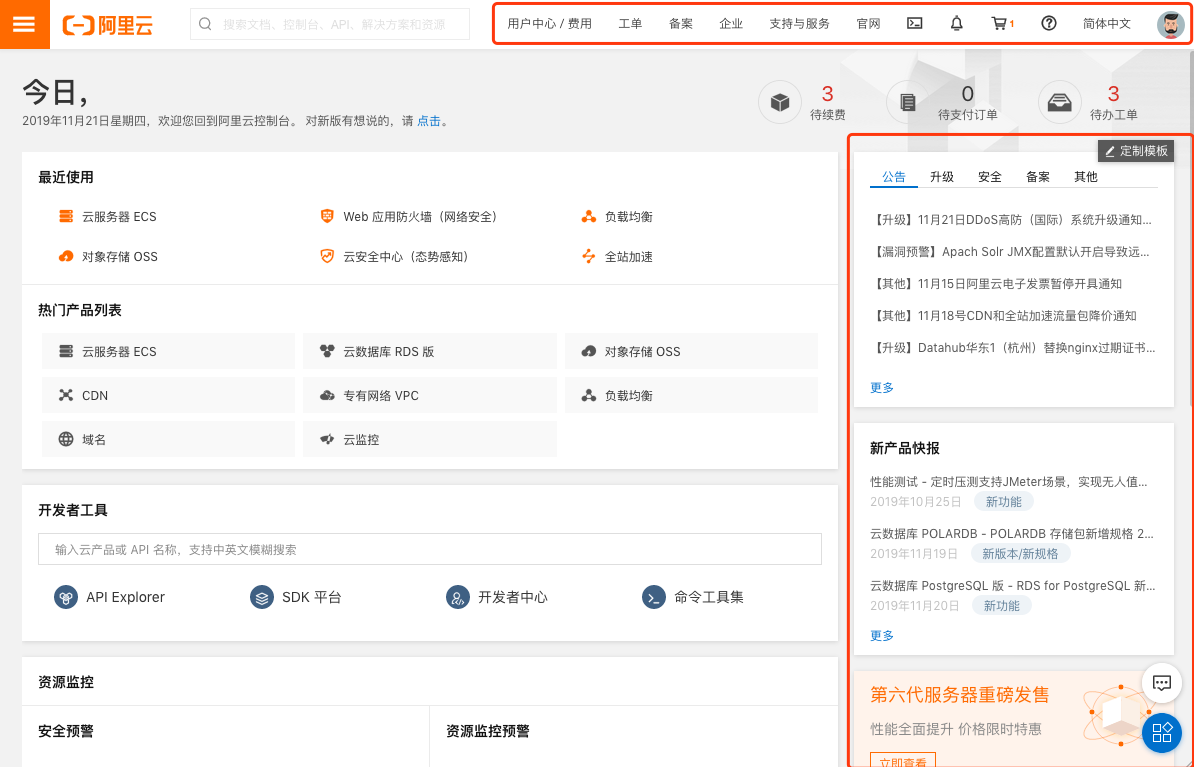 阿里云
搜索文档、控制台、API、解决方案和资源
用户中心 / 费用 工单 备案 企业 支持与服务 官网 1 简体中文
今日，
2019年11月21日星期四，欢迎您回到阿里云控制台。 对新版有想说的，请 点击。
3 待续费
0 待支付订单
3 待办工单
定制模板
最近使用
云服务器 ECS
Web 应用防火墙（网络安全）
负载均衡
对象存储 OSS
云安全中心（态势感知）
全站加速
热门产品列表
云服务器 ECS
云数据库 RDS 版
对象存储 OSS
CDN
专有网络 VPC
负载均衡
域名
云监控
开发者工具
输入云产品或 API 名称，支持中英文模糊搜索
API Explorer
SDK 平台
开发者中心
命令工具集
资源监控
安全预警
资源监控预警
公告 升级 安全 备案 其他
【升级】11月21日DDoS高防（国际）系统升级通知...
【漏洞预警】Apach Solr JMX配置默认开启导致远...
【其他】11月15日阿里云电子发票暂停开具通知
【其他】11月18号CDN和全站加速流量包降价通知
【升级】Datahub华东1（杭州）替换nginx过期证书...
更多
新产品快报
性能测试 - 定时压测支持JMeter场景，实现无人值...
2019年10月25日 新功能
云数据库 POLARDB - POLARDB 存储包新增规格 2...
2019年11月19日 新版本/新规格
云数据库 PostgreSQL 版 - RDS for PostgreSQL 新...
2019年11月20日 新功能
更多
第六代服务器重磅发售
性能全面提升 价格限时特惠
立即查看